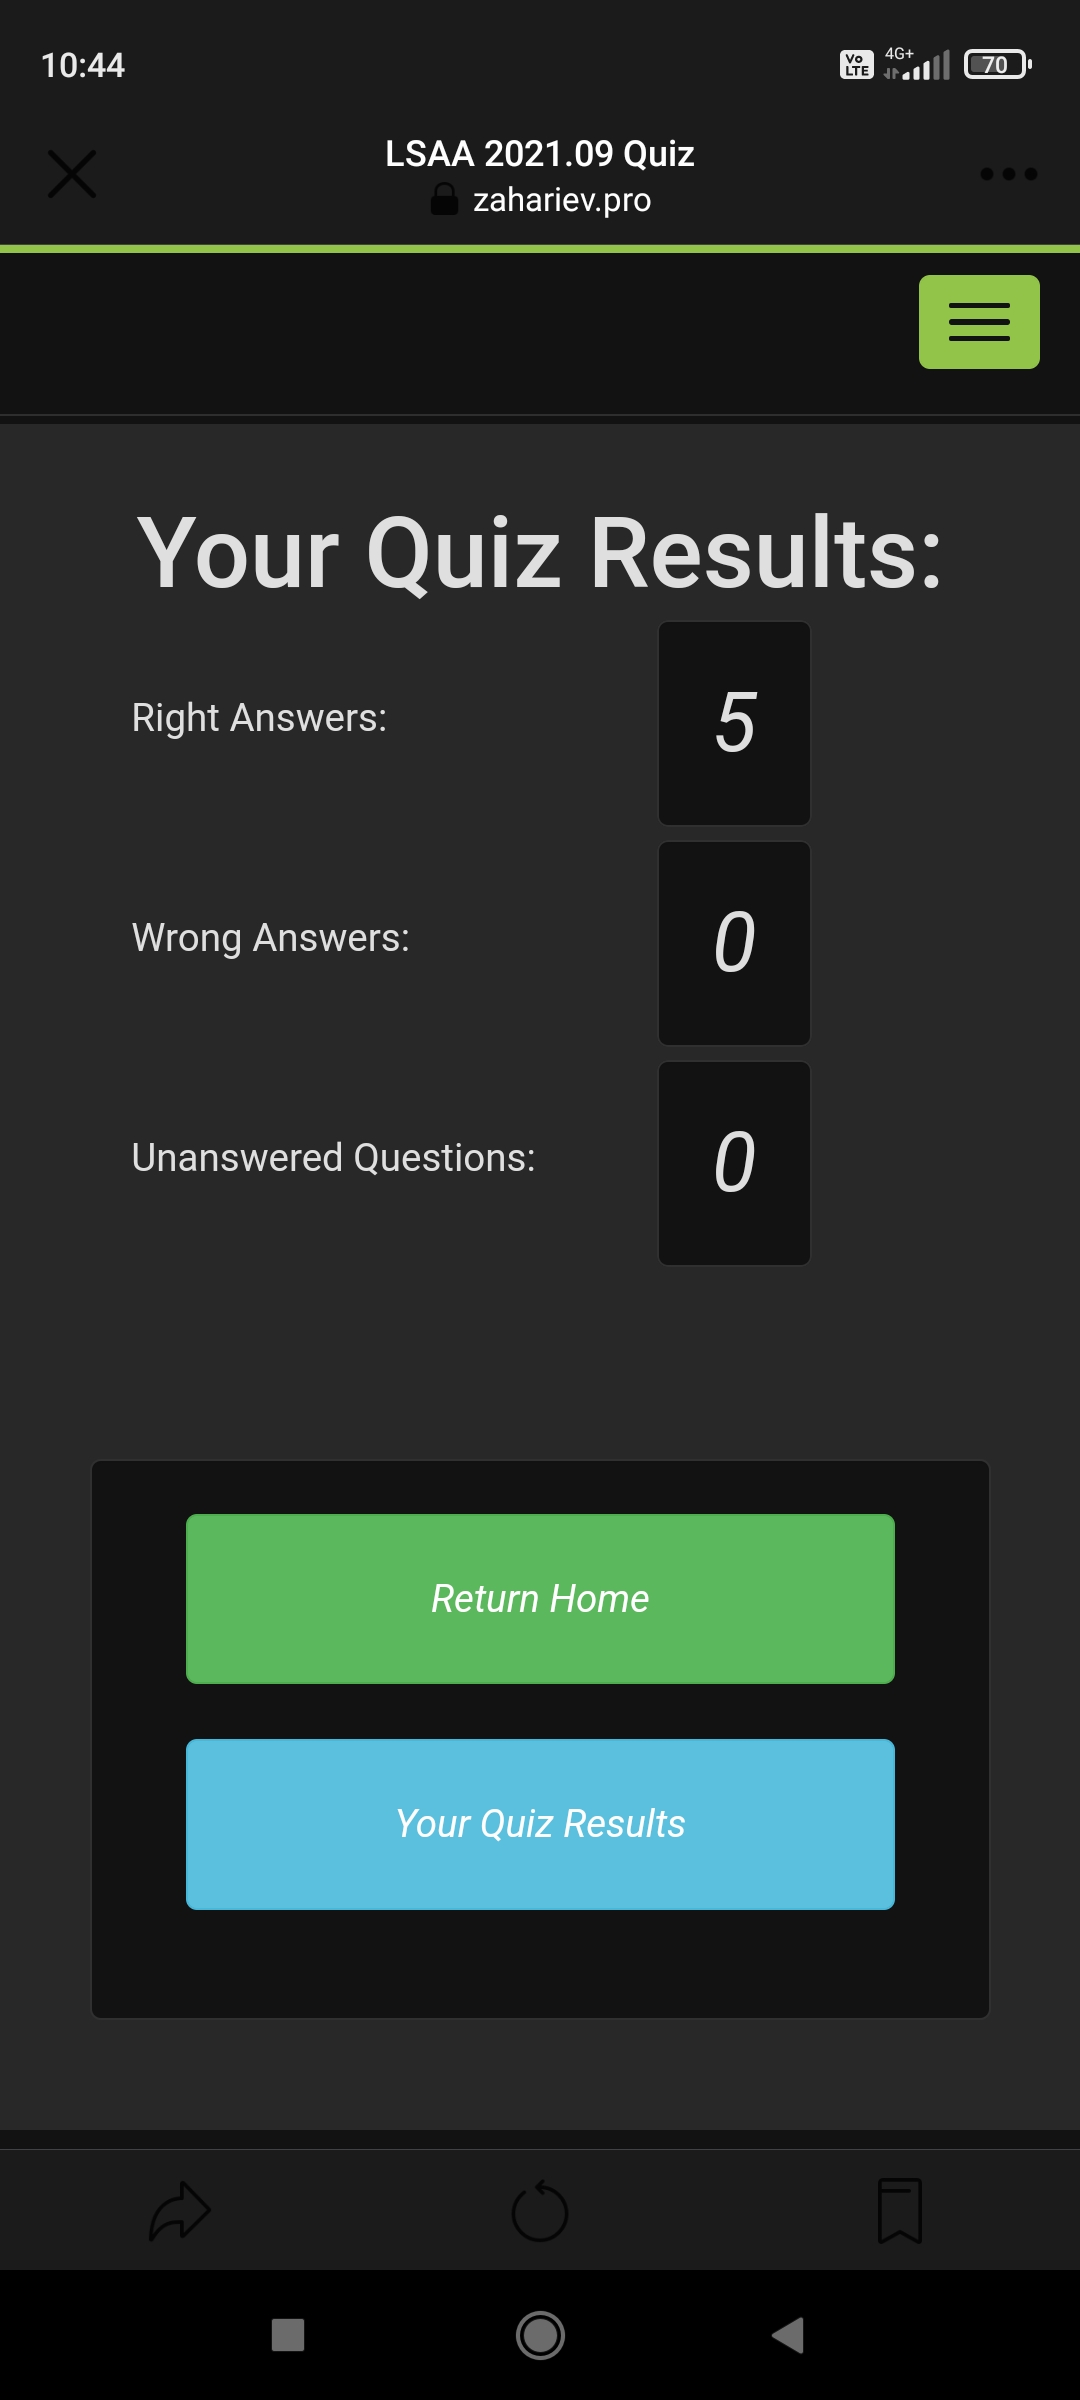 10:44
Vo LTE 4G+ 70
LSAA 2021.09 Quiz
zahariev.pro
Your Quiz Results:
Right Answers: 5
Wrong Answers: 0
Unanswered Questions: 0
Return Home
Your Quiz Results